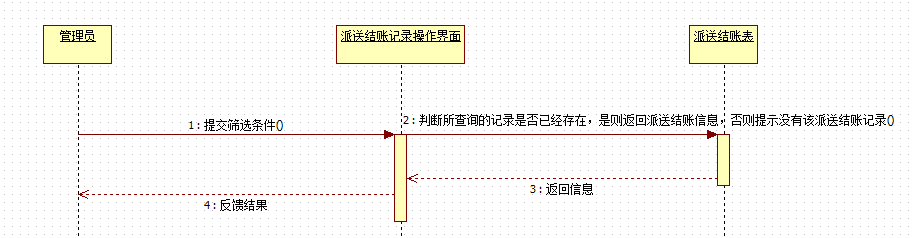 管理员
派送结账记录操作界面
派送结账表
1 : 提交筛选条件()
2 : 判断所查询的记录是否已经存在，是则返回派送结账信息，否则提示没有该派送结账记录()
3 : 返回信息
4 : 反馈结果